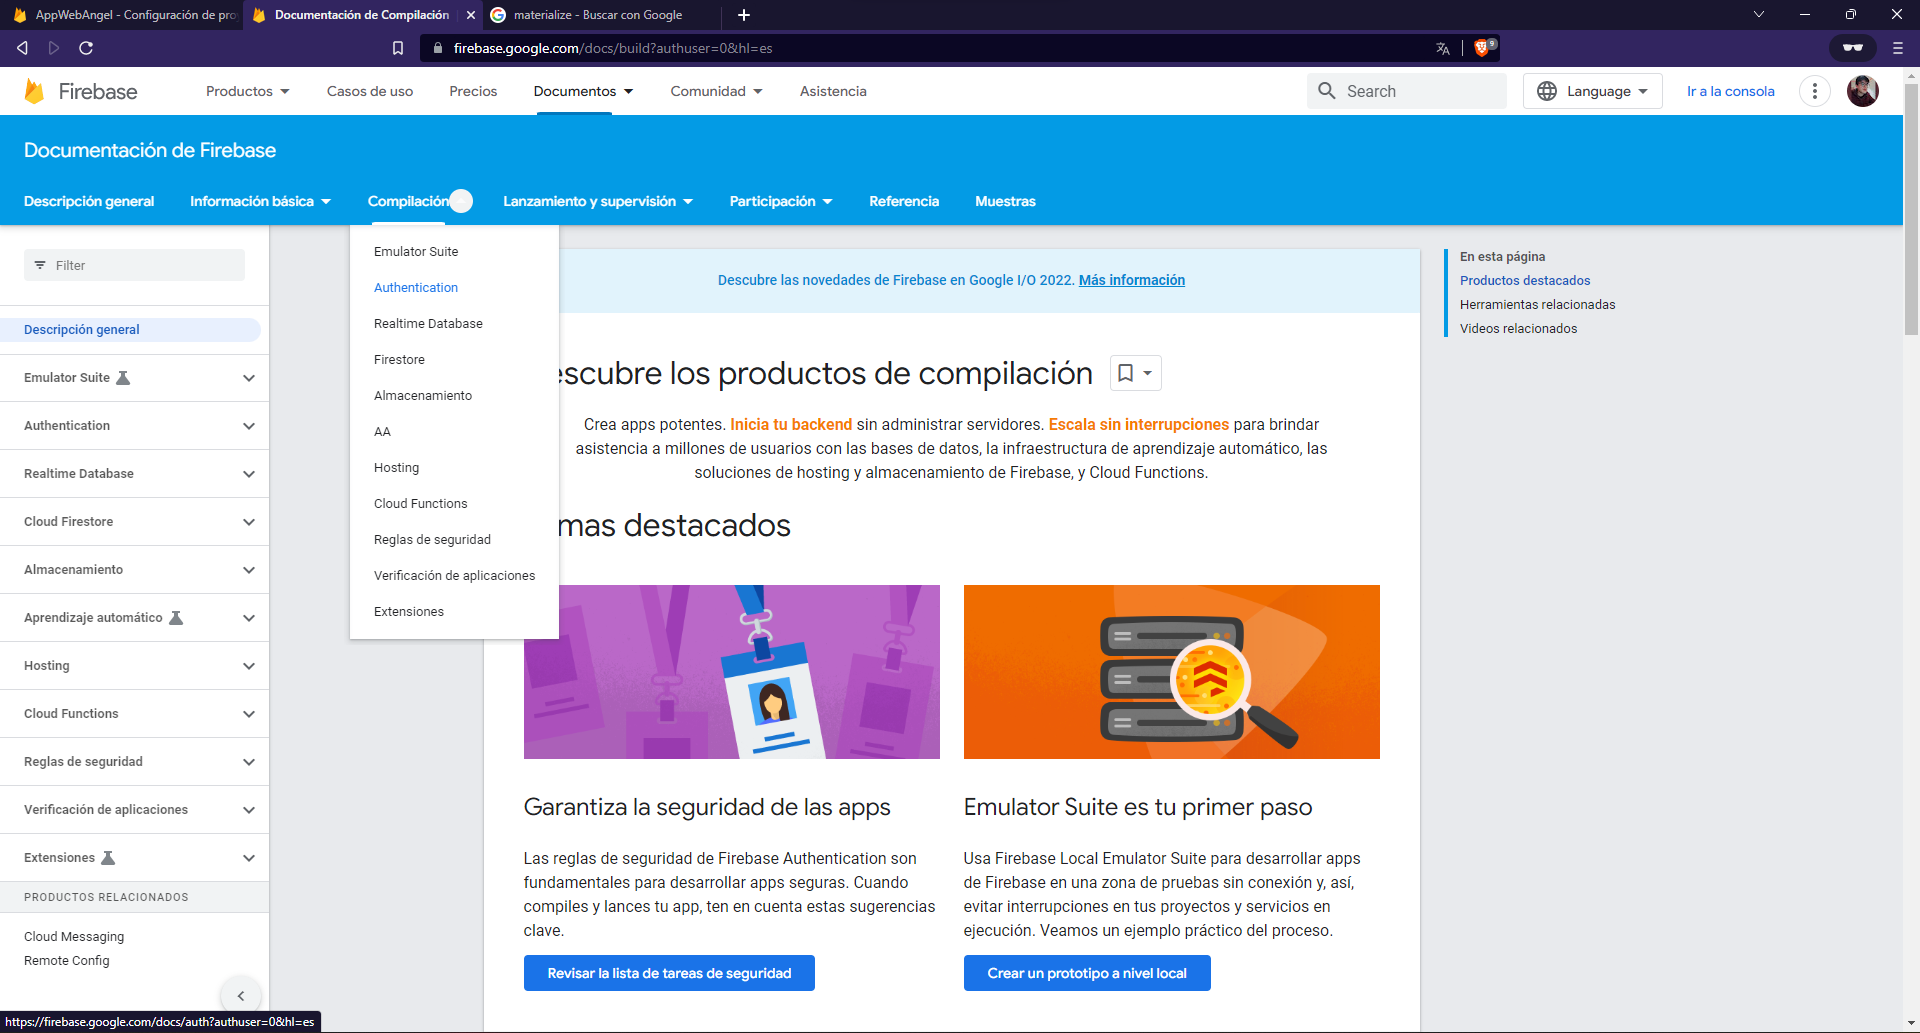 AppWebAngel - Configuración de pro
Documentación de Compilación
materialize - Buscar con Google
firebase.google.com/docs/build?authuser=0&hl=es
9
Firebase
Productos
Casos de uso
Precios
Documentos
Comunidad
Asistencia
Search
Language
Ir a la consola
Documentación de Firebase
Descripción general
Información básica
Compilación
Lanzamiento y supervisión
Participación
Referencia
Muestras
Filter
Descripción general
Emulator Suite
Authentication
Realtime Database
Cloud Firestore
Almacenamiento
Aprendizaje automático
Hosting
Cloud Functions
Reglas de seguridad
Verificación de aplicaciones
Extensiones
PRODUCTOS RELACIONADOS
Cloud Messaging
Remote Config
https://firebase.google.com/docs/auth?authuser=0&hl=es
Emulator Suite
Authentication
Realtime Database
Firestore
Almacenamiento
AA
Hosting
Cloud Functions
Reglas de seguridad
Verificación de aplicaciones
Extensiones
Descubre las novedades de Firebase en Google I/O 2022. Más información
escubre los productos de compilación
Crea apps potentes. Inicia tu backend sin administrar servidores. Escala sin interrupciones para brindar
asistencia a millones de usuarios con las bases de datos, la infraestructura de aprendizaje automático, las
soluciones de hosting y almacenamiento de Firebase, y Cloud Functions.
mas destacados
Garantiza la seguridad de las apps
Las reglas de seguridad de Firebase Authentication son
fundamentales para desarrollar apps seguras. Cuando
compiles y lances tu app, ten en cuenta estas sugerencias
clave.
Revisar la lista de tareas de seguridad
Emulator Suite es tu primer paso
Usa Firebase Local Emulator Suite para desarrollar apps
de Firebase en una zona de pruebas sin conexión y, así,
evitar interrupciones en tus proyectos y servicios en
ejecución. Veamos un ejemplo práctico del proceso.
Crear un prototipo a nivel local
En esta página
Productos destacados
Herramientas relacionadas
Videos relacionados